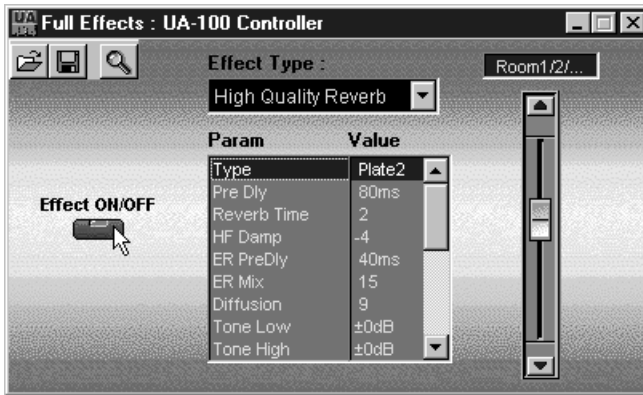 Full Effects : UA-100 Controller
Effect Type :
Room1/2/...
High Quality Reverb
Param Value
Type Plate2
Pre Dly 80ms
Reverb Time 2
Effect ON/OFF
HF Damp -4
ER PreDly 40ms
ER Mix 15
Diffusion 9
Tone Low ±0dB
Tone High ±0dB